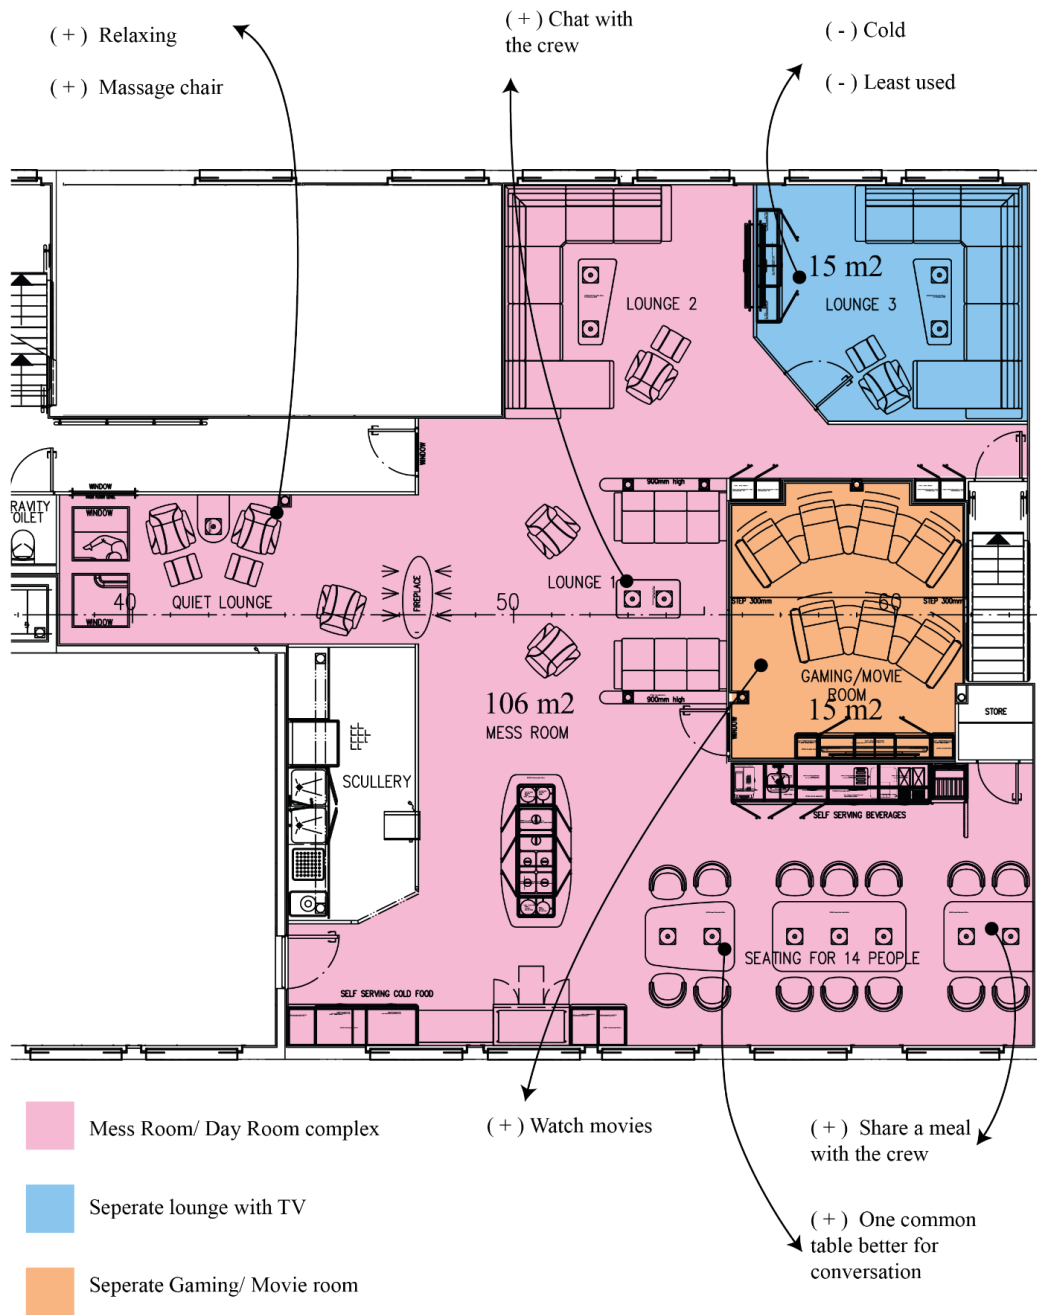 ( + ) Relaxing
( + ) Massage chair
( + ) Chat with
the crew
( - ) Cold
( - ) Least used
15 m2
LOUNGE 2
LOUNGE 3
WINDOW
900mm high
WINDOW
WINDOW
RAVITY
OILET
LOUNGE 1
FIREPLACE
40
QUIET LOUNGE
50
60
STEP 300mm
STEP 300mm
WINDOW
GAMING/MOVIE
ROOM
15 m2
900mm high
106 m2
MESS ROOM
WINDOW
STORE
SCULLERY
SELF SERVING BEVERAGES
SEATING FOR 14 PEOPLE
SELF SERVING COLD FOOD
Mess Room/ Day Room complex
( + ) Watch movies
( + ) Share a meal
with the crew
Seperate lounge with TV
( + ) One common
table better for
conversation
Seperate Gaming/ Movie room